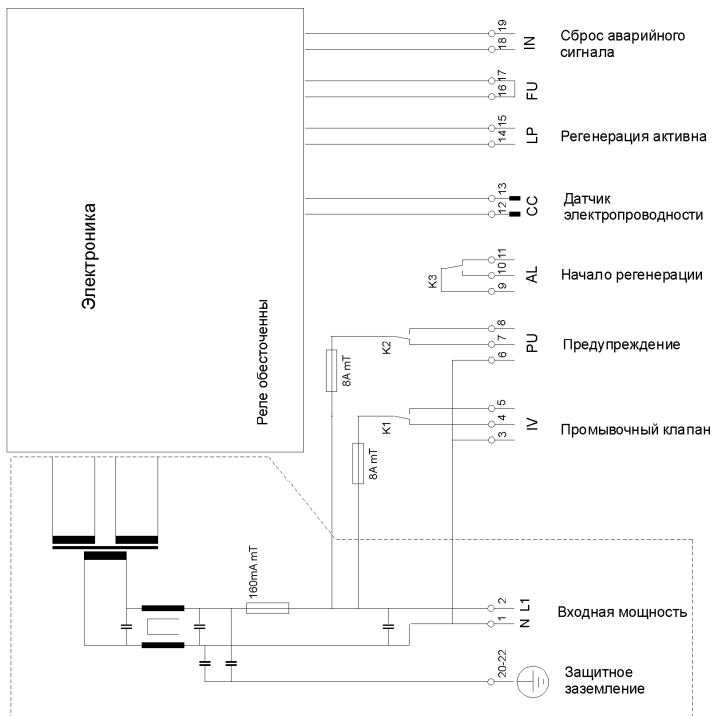 Электроника
Реле обесточенны
19
18
IN
Сброс аварийного
сигнала
17
16
FU
15
14
LP
Регенерация активна
13
12
CC
Датчик
электропроводности
11
10
9
AL
K3
Начало регенерации
8
7
6
PU
K2
8A mT
Предупреждение
5
4
3
IV
K1
8A mT
Промывочный клапан
160mA mT
2
L1
1
N
Входная мощность
20-22
Защитное
заземление